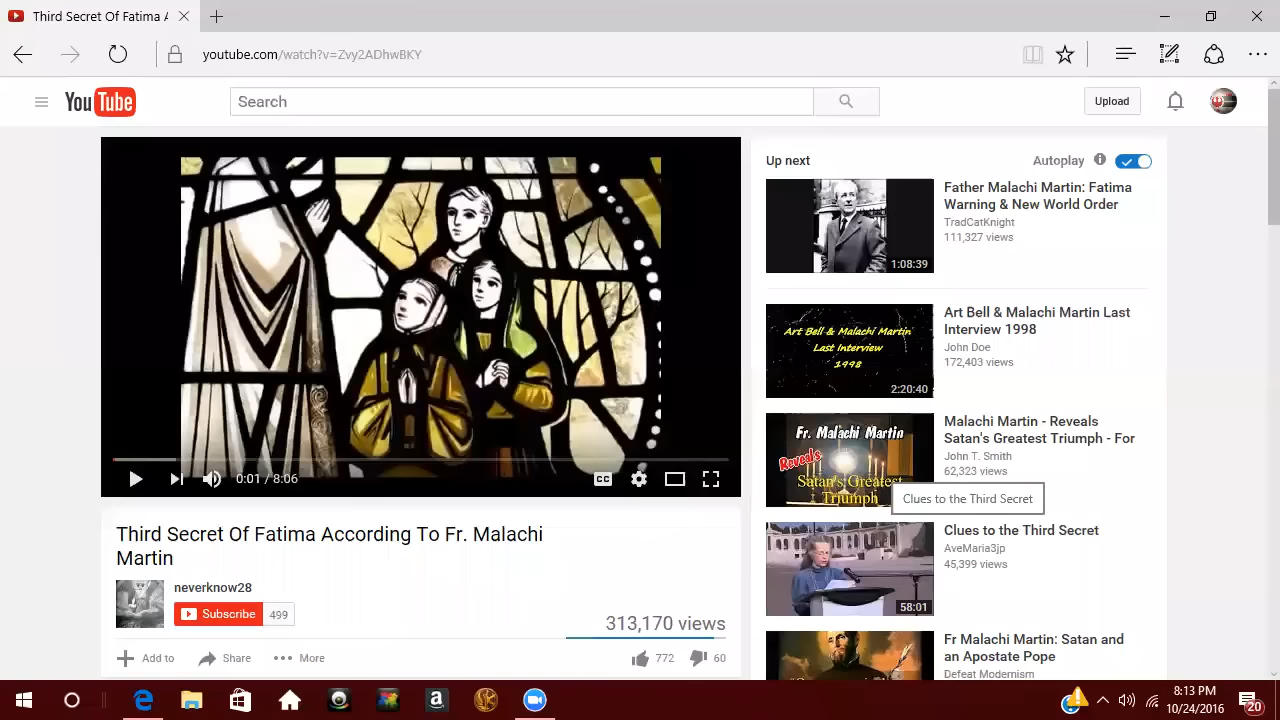 Third Secret Of Fatima A
youtube.com/watch?v=Zvy2ADhwBKY
YouTube
Search
Upload
Up next
Autoplay
Father Malachi Martin: Fatima
Warning & New World Order
TradCatKnight
111,327 views
1:08:39
Art Bell & Malachi Martin
Last Interview
1998
2:20:40
Art Bell & Malachi Martin Last
Interview 1998
John Doe
172,403 views
Fr. Malachi Martin
Reveals
Satan's Greatest
Triumph
Malachi Martin - Reveals
Satan's Greatest Triumph - For
John T. Smith
62,323 views
Clues to the Third Secret
Clues to the Third Secret
AveMaria3jp
45,399 views
58:01
Fr Malachi Martin: Satan and
an Apostate Pope
Defeat Modernism
0:01 / 8:06
CC
Third Secret Of Fatima According To Fr. Malachi
Martin
neverknow28
Subscribe 499
313,170 views
Add to Share More 772 60
8:13 PM
10/24/2016
20